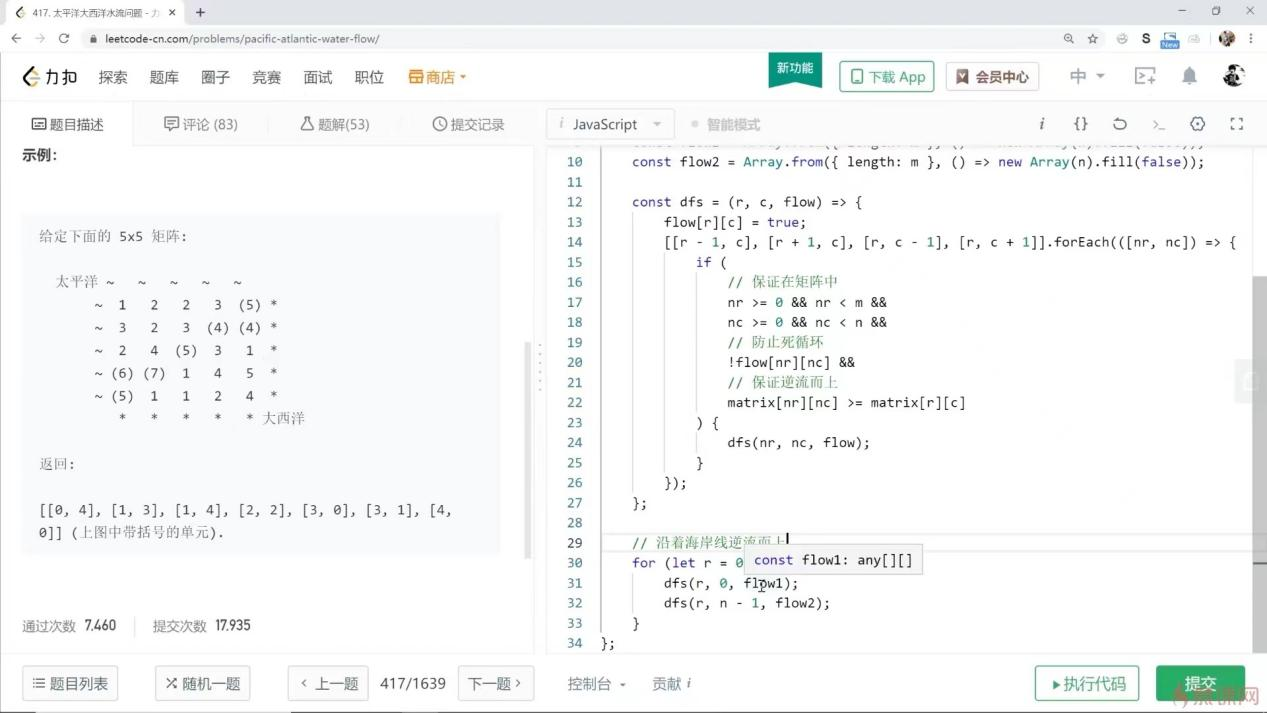 417. 太平洋大西洋水流问题 - 力
leetcode-cn.com/problems/pacific-atlantic-water-flow/
S
New
力扣 探索 题库 圈子 竞赛 面试 职位 商店 新功能 下载 App 会员中心 中
题目描述 评论 (83) 题解(53) 提交记录
i JavaScript 智能模式
示例：
给定下面的 5x5 矩阵:
太平洋 ~ ~ ~ ~ ~
~ 1 2 2 3 (5) *
~ 3 2 3 (4) (4) *
~ 2 4 (5) 3 1 *
~ (6) (7) 1 4 5 *
~ (5) 1 1 2 4 *
* * * * * 大西洋
返回:
[[0, 4], [1, 3], [1, 4], [2, 2], [3, 0], [3, 1], [4,
0]] (上图中带括号的单元).
通过次数 7,460 提交次数 17,935
10 const flow2 = Array.from({ length: m }, () => new Array(n).fill(false));
11
12 const dfs = (r, c, flow) => {
13 flow[r][c] = true;
14 [[r - 1, c], [r + 1, c], [r, c - 1], [r, c + 1]].forEach(([nr, nc]) => {
15 if (
16 // 保证在矩阵中
17 nr >= 0 && nr < m &&
18 nc >= 0 && nc < n &&
19 // 防止死循环
20 !flow[nr][nc] &&
21 // 保证逆流而上
22 matrix[nr][nc] >= matrix[r][c]
23 ) {
24 dfs(nr, nc, flow);
25 }
26 });
27 };
28
29 // 沿着海岸线逆流而上
30 for (let r = 0
const flow1: any[][]
31 dfs(r, 0, flow1);
32 dfs(r, n - 1, flow2);
33 }
34 };
题目列表 随机一题 上一题 417/1639 下一题 控制台 贡献 i 执行代码 提交
慕课网